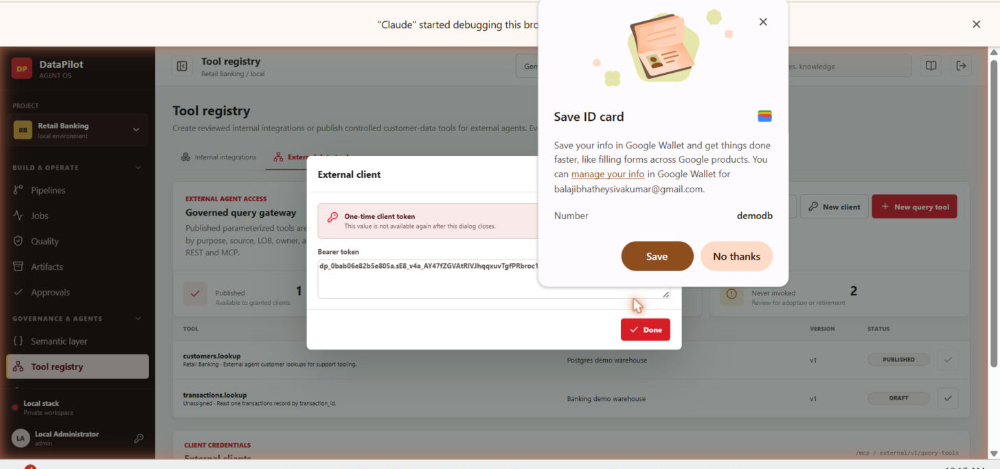 "Claude" started debugging this bro
DP
DataPilot
AGENT OS
Tool registry
Retail Banking / local
Gen
es, knowledge
PROJECT
RB
Retail Banking
local environment
BUILD & OPERATE
Pipelines
Jobs
Quality
Artifacts
Approvals
GOVERNANCE & AGENTS
Semantic layer
Tool registry
Local stack
Private workspace
LA
Local Administrator
admin
Tool registry
Create reviewed internal integrations or publish controlled customer-data tools for external agents. Ev
Internal integrations
EXTERNAL AGENT ACCESS
Governed query gateway
Published parameterized tools are
by purpose, source, LOB, owner, a
REST and MCP.
New client
New query tool
Published
Available to granted clients
1
Never invoked
Review for adoption or retirement
2
TOOL
VERSION
STATUS
customers.lookup
Retail Banking · External agent customer lookups for support tooling.
Postgres demo warehouse
v1
PUBLISHED
transactions.lookup
Unassigned · Read one transactions record by transaction_id.
Banking demo warehouse
v1
DRAFT
CLIENT CREDENTIALS
External clients
/mcp / external/v1/query-tools
External client
One-time client token
This value is not available again after this dialog closes.
Bearer token
dp_0bab06e82b5e805a.sE8_v4a_AY47fZGVAtRlVJhqqxuvTgfPRbroc1
Done
Save ID card
Save your info in Google Wallet and get things done
faster, like filling forms across Google products. You
can manage your info in Google Wallet for
balajibhatheysivakumar@gmail.com.
Number
demodb
Save
No thanks